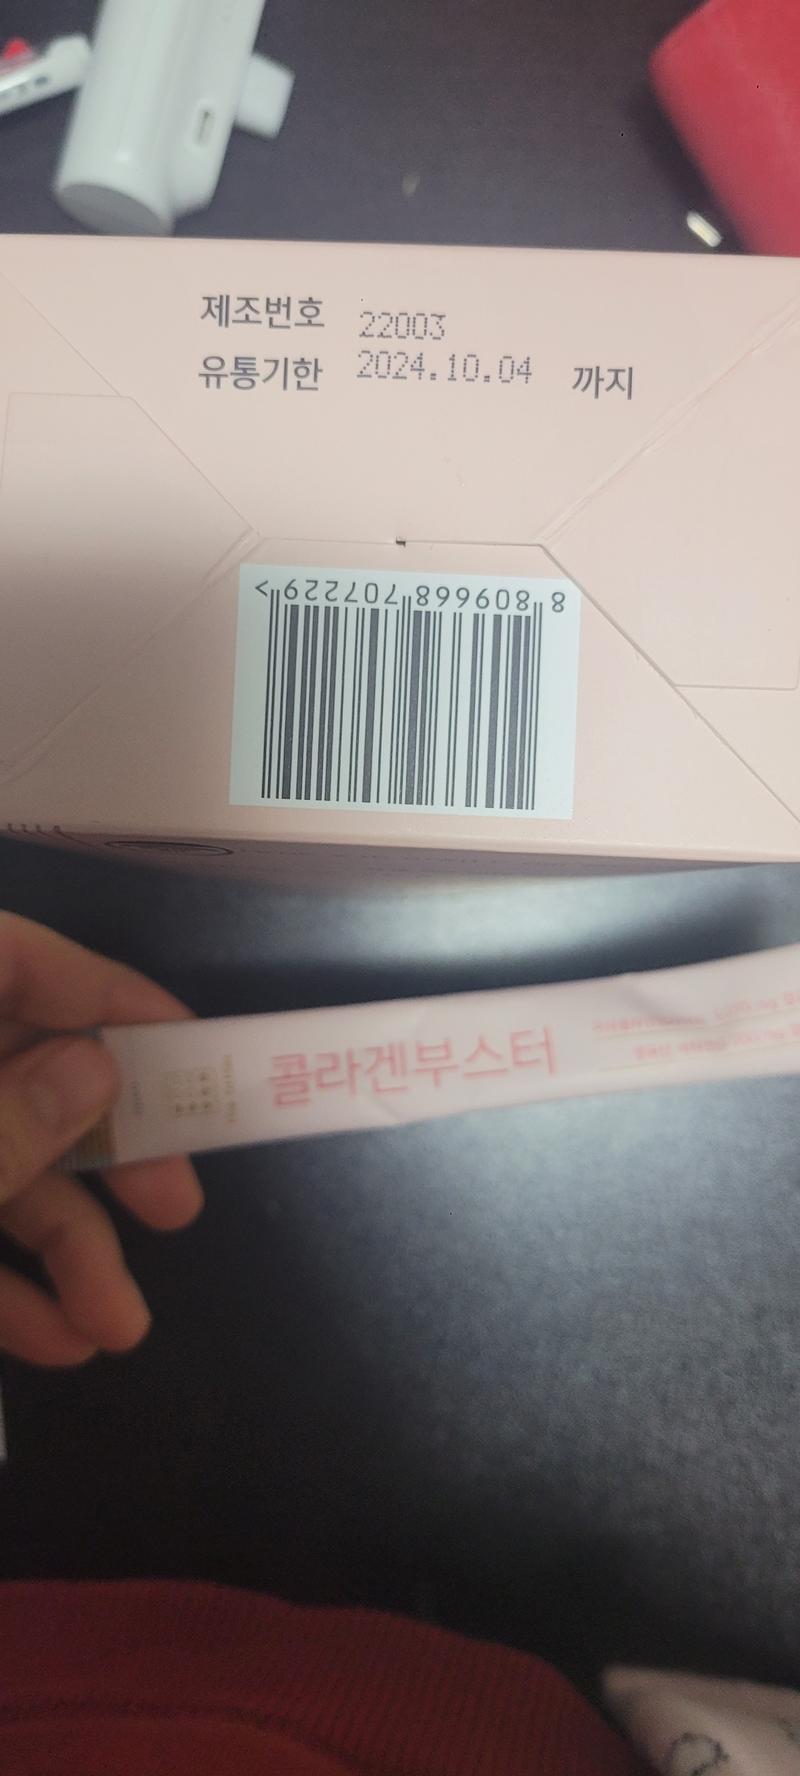 제조번호 22003
유통기한 2024.10.04 까지
8 809668 707229 >
콜라겐부스터